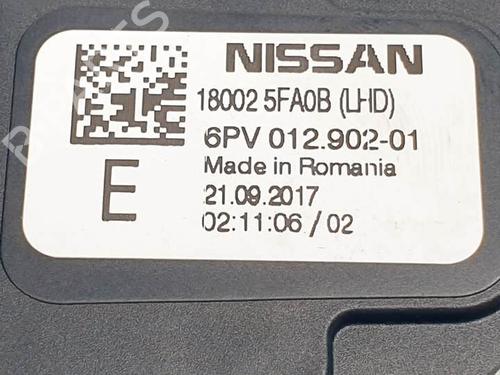 NISSAN
18002 5FA0B (LHD)
6PV 012.902-01
Made in Romania
E
21.09.2017
02:11:06 / 02